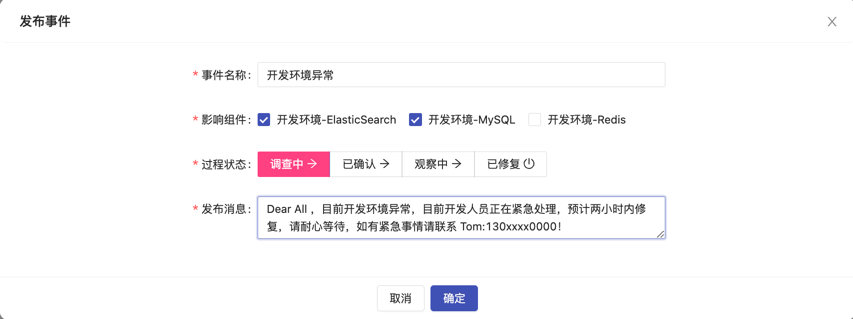 发布事件
* 事件名称: 开发环境异常
* 影响组件: 开发环境-ElasticSearch 开发环境-MySQL 开发环境-Redis
* 过程状态: 调查中 → 已确认 → 观察中 → 已修复
* 发布消息: Dear All ，目前开发环境异常，目前开发人员正在紧急处理，预计两小时内修
复，请耐心等待，如有紧急事情请联系 Tom:130xxxx0000！
取消 确定